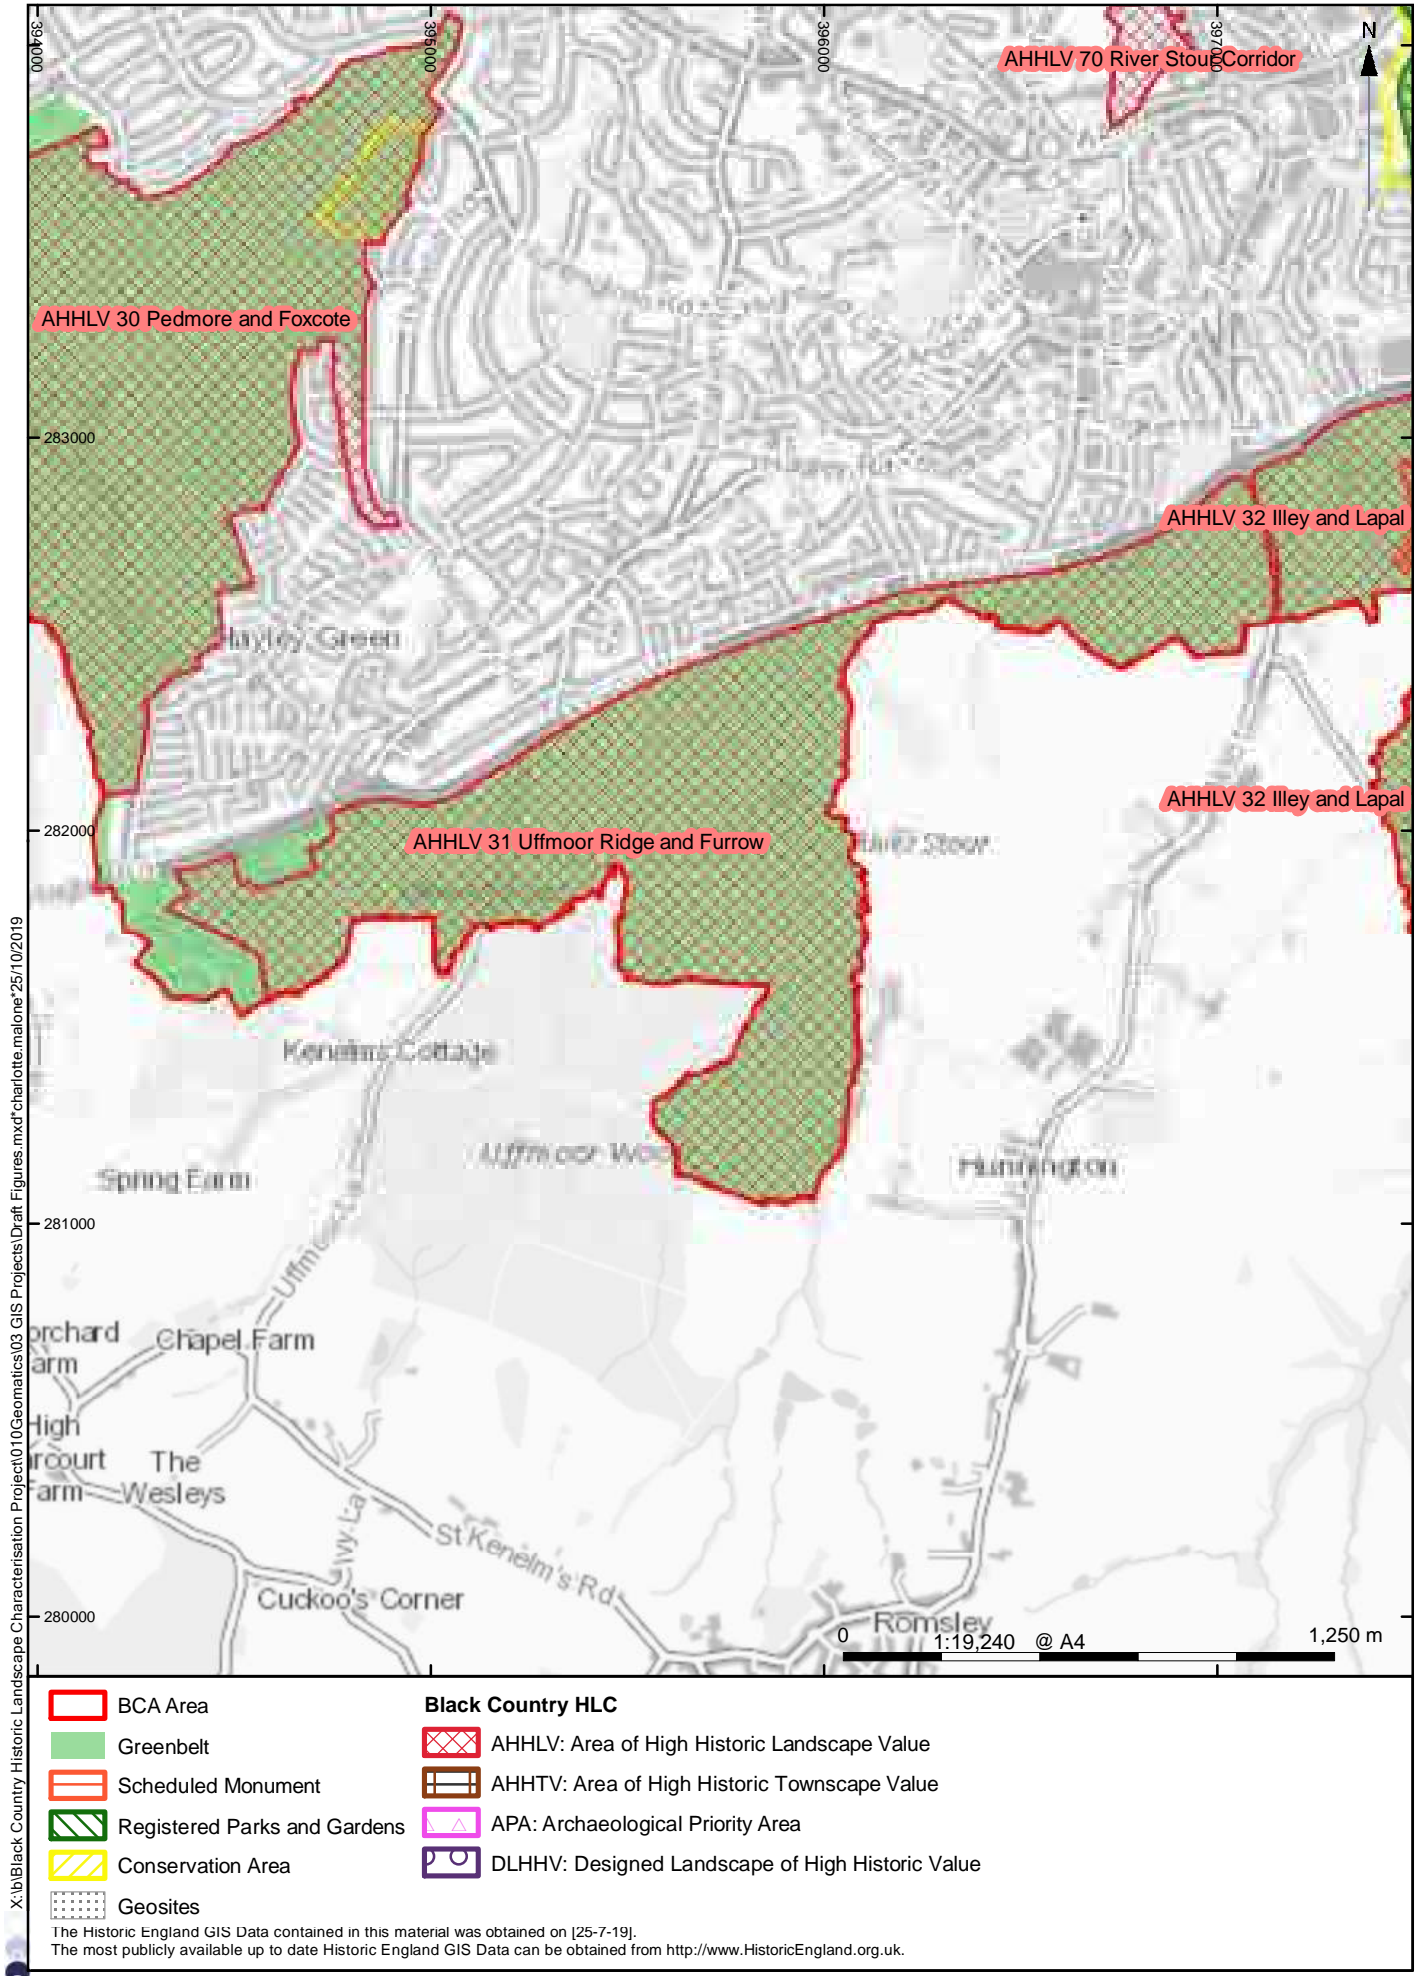 394000
395000
396000
397000
N
AHHLV 70 River Stour Corridor
AHHLV 30 Pedmore and Foxcote
283000
AHHLV 32 Illey and Lapal
Hayley Green
AHHLV 32 Illey and Lapal
282000
AHHLV 31 Uffmoor Ridge and Furrow
River Stour
Kenelms Cottage
Uffmoor
Spring Farm
Hunnington
281000
orchard
arm
Chapel Farm
High
arcourt
Farm
The
Wesleys
Ivy La
St Kenelm's Rd
Cuckoo's Corner
280000
Romsley
0 1:19,240 @ A4 1,250 m
X:\b\Black Country Historic Landscape Characterisation Project\010Geomatics\03 GIS Projects\Draft Figures.mxd*charlotte.malone*25/10/2019
BCA Area
Greenbelt
Scheduled Monument
Registered Parks and Gardens
Conservation Area
Geosites
Black Country HLC
AHHLV: Area of High Historic Landscape Value
AHHTV: Area of High Historic Townscape Value
APA: Archaeological Priority Area
DLHHV: Designed Landscape of High Historic Value
The Historic England GIS Data contained in this material was obtained on [25-7-19].
The most publicly available up to date Historic England GIS Data can be obtained from http://www.HistoricEngland.org.uk.